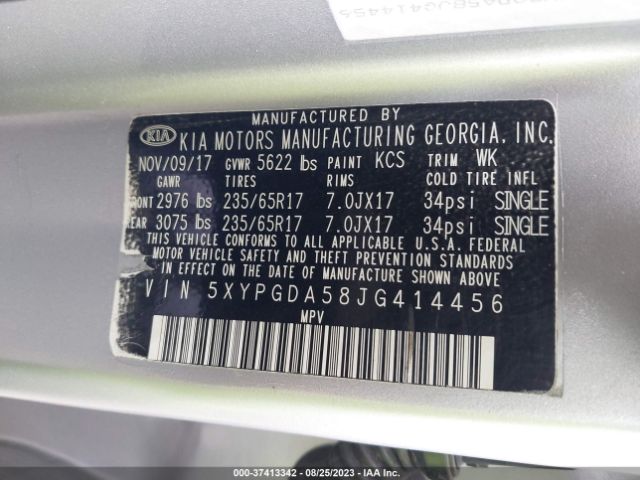 MANUFACTURED BY
KIA KIA MOTORS MANUFACTURING GEORGIA, INC.
NOV/09/17 GVWR 5622 lbs PAINT KCS TRIM WK
GAWR TIRES RIMS COLD TIRE INFL
FRONT 2976 lbs 235/65R17 7.0JX17 34psi SINGLE
REAR 3075 lbs 235/65R17 7.0JX17 34psi SINGLE
THIS VEHICLE CONFORMS TO ALL APPLICABLE U.S.A. FEDERAL
MOTOR VEHICLE SAFETY AND THEFT PREVENTION STANDARDS
IN EFFECT ON THE DATE OF MANUFACTURE SHOWN ABOVE
VIN 5XYPGDA58JG414456
MPV
000-37413342 - 08/25/2023 - IAA Inc.